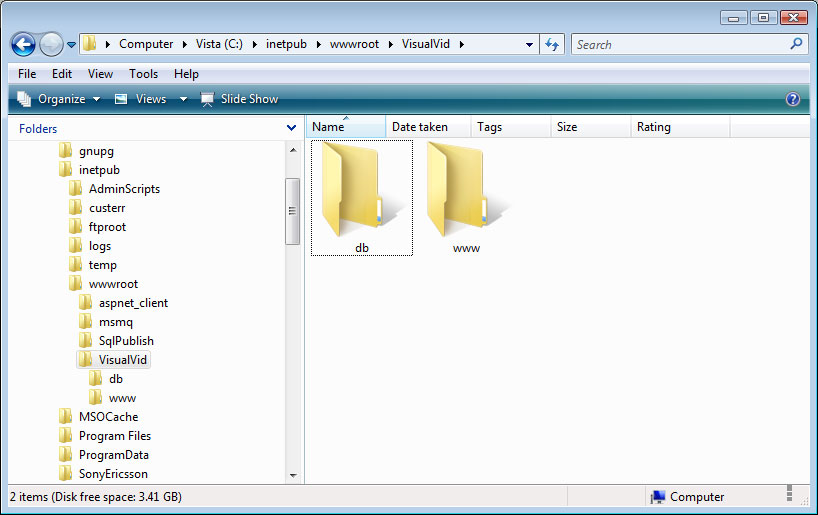 Computer Vista (C:) inetpub wwwroot VisualVid Search
File Edit View Tools Help
Organize Views Slide Show ?
Folders
gnupg
inetpub
AdminScripts
custerr
ftproot
logs
temp
wwwroot
aspnet_client
msmq
SqlPublish
VisualVid
db
www
MSOCache
Program Files
ProgramData
SonyEricsson
Name Date taken Tags Size Rating
db www
2 items (Disk free space: 3.41 GB) Computer